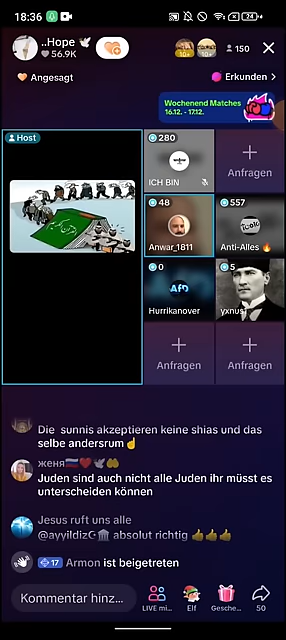 18:36
24
..Hope 🕊
56.9K
10+
10+
150
Angesagt
Erkunden >
Wochenend Matches
16.12. - 17.12.
Host
280
ICH BIN
Anfragen
48
Anwar_1811
557
Anti-Alles 🔥
0
AfD
Hurrikanover
5
yxnus
Anfragen
Anfragen
Die sunnis akzeptieren keine shias und das
selbe andersrum☝
женя🇷🇺❤🕊🤲
Juden sind auch nicht alle Juden ihr müsst es
unterscheiden können
Jesus ruft uns alle
@ayyildiz☪🏛 absolut richtig 👍👍👍
17 Armon ist beigetreten
Kommentar hinz...
LIVE mi...
Elf
Gesche...
50